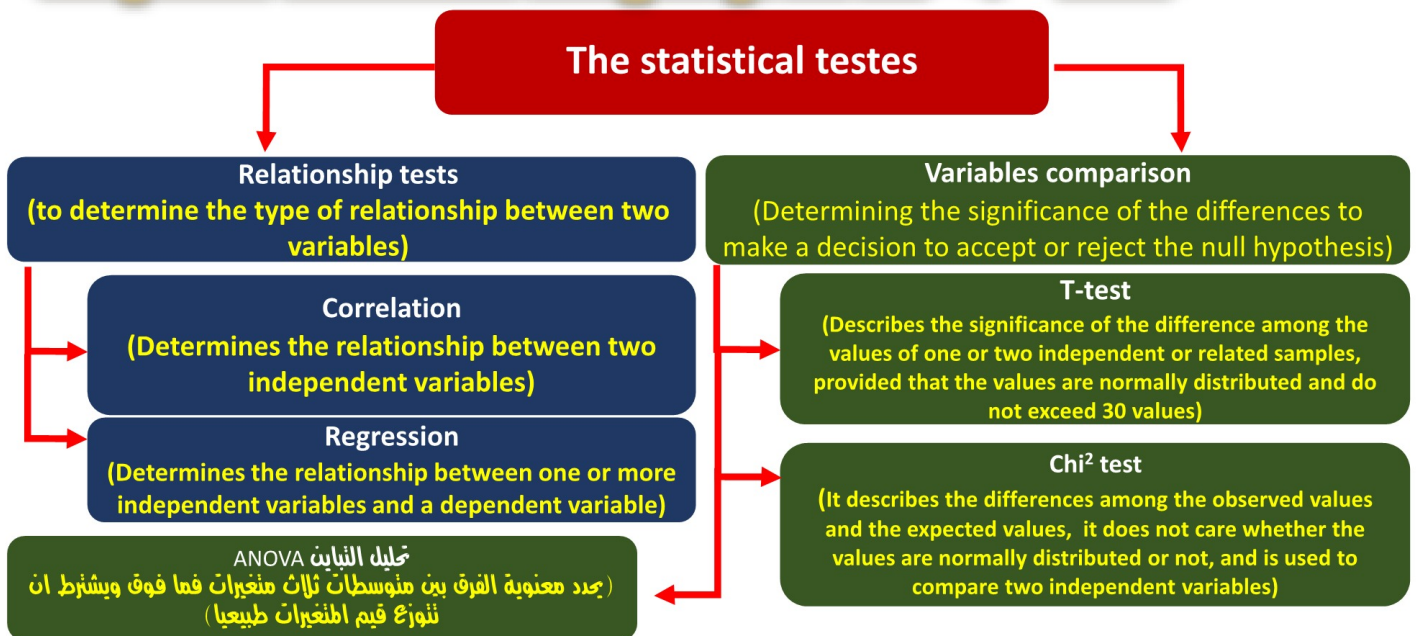 The statistical testes
Relationship tests
(to determine the type of relationship between two
variables)
Correlation
(Determines the relationship between two
independent variables)
Regression
(Determines the relationship between one or more
independent variables and a dependent variable)
Variables comparison
(Determining the significance of the differences to
make a decision to accept or reject the null hypothesis)
T-test
(Describes the significance of the difference among the
values of one or two independent or related samples,
provided that the values are normally distributed and do
not exceed 30 values)
Chi² test
(It describes the differences among the observed values
and the expected values, it does not care whether the
values are normally distributed or not, and is used to
compare two independent variables)
تحليل التباين ANOVA
(يحدد معنوية الفرق بين متوسطات ثلاث متغيرات فما فوق ويشترط ان
تتوزع قيم المتغيرات طبيعيا)